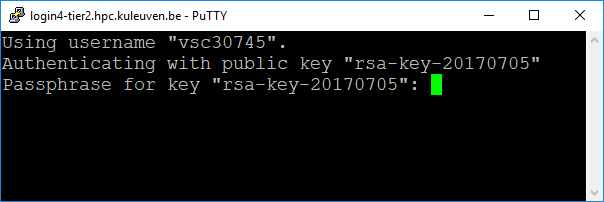 login4-tier2.hpc.kuleuven.be - PuTTY
Using username "vsc30745".
Authenticating with public key "rsa-key-20170705"
Passphrase for key "rsa-key-20170705":